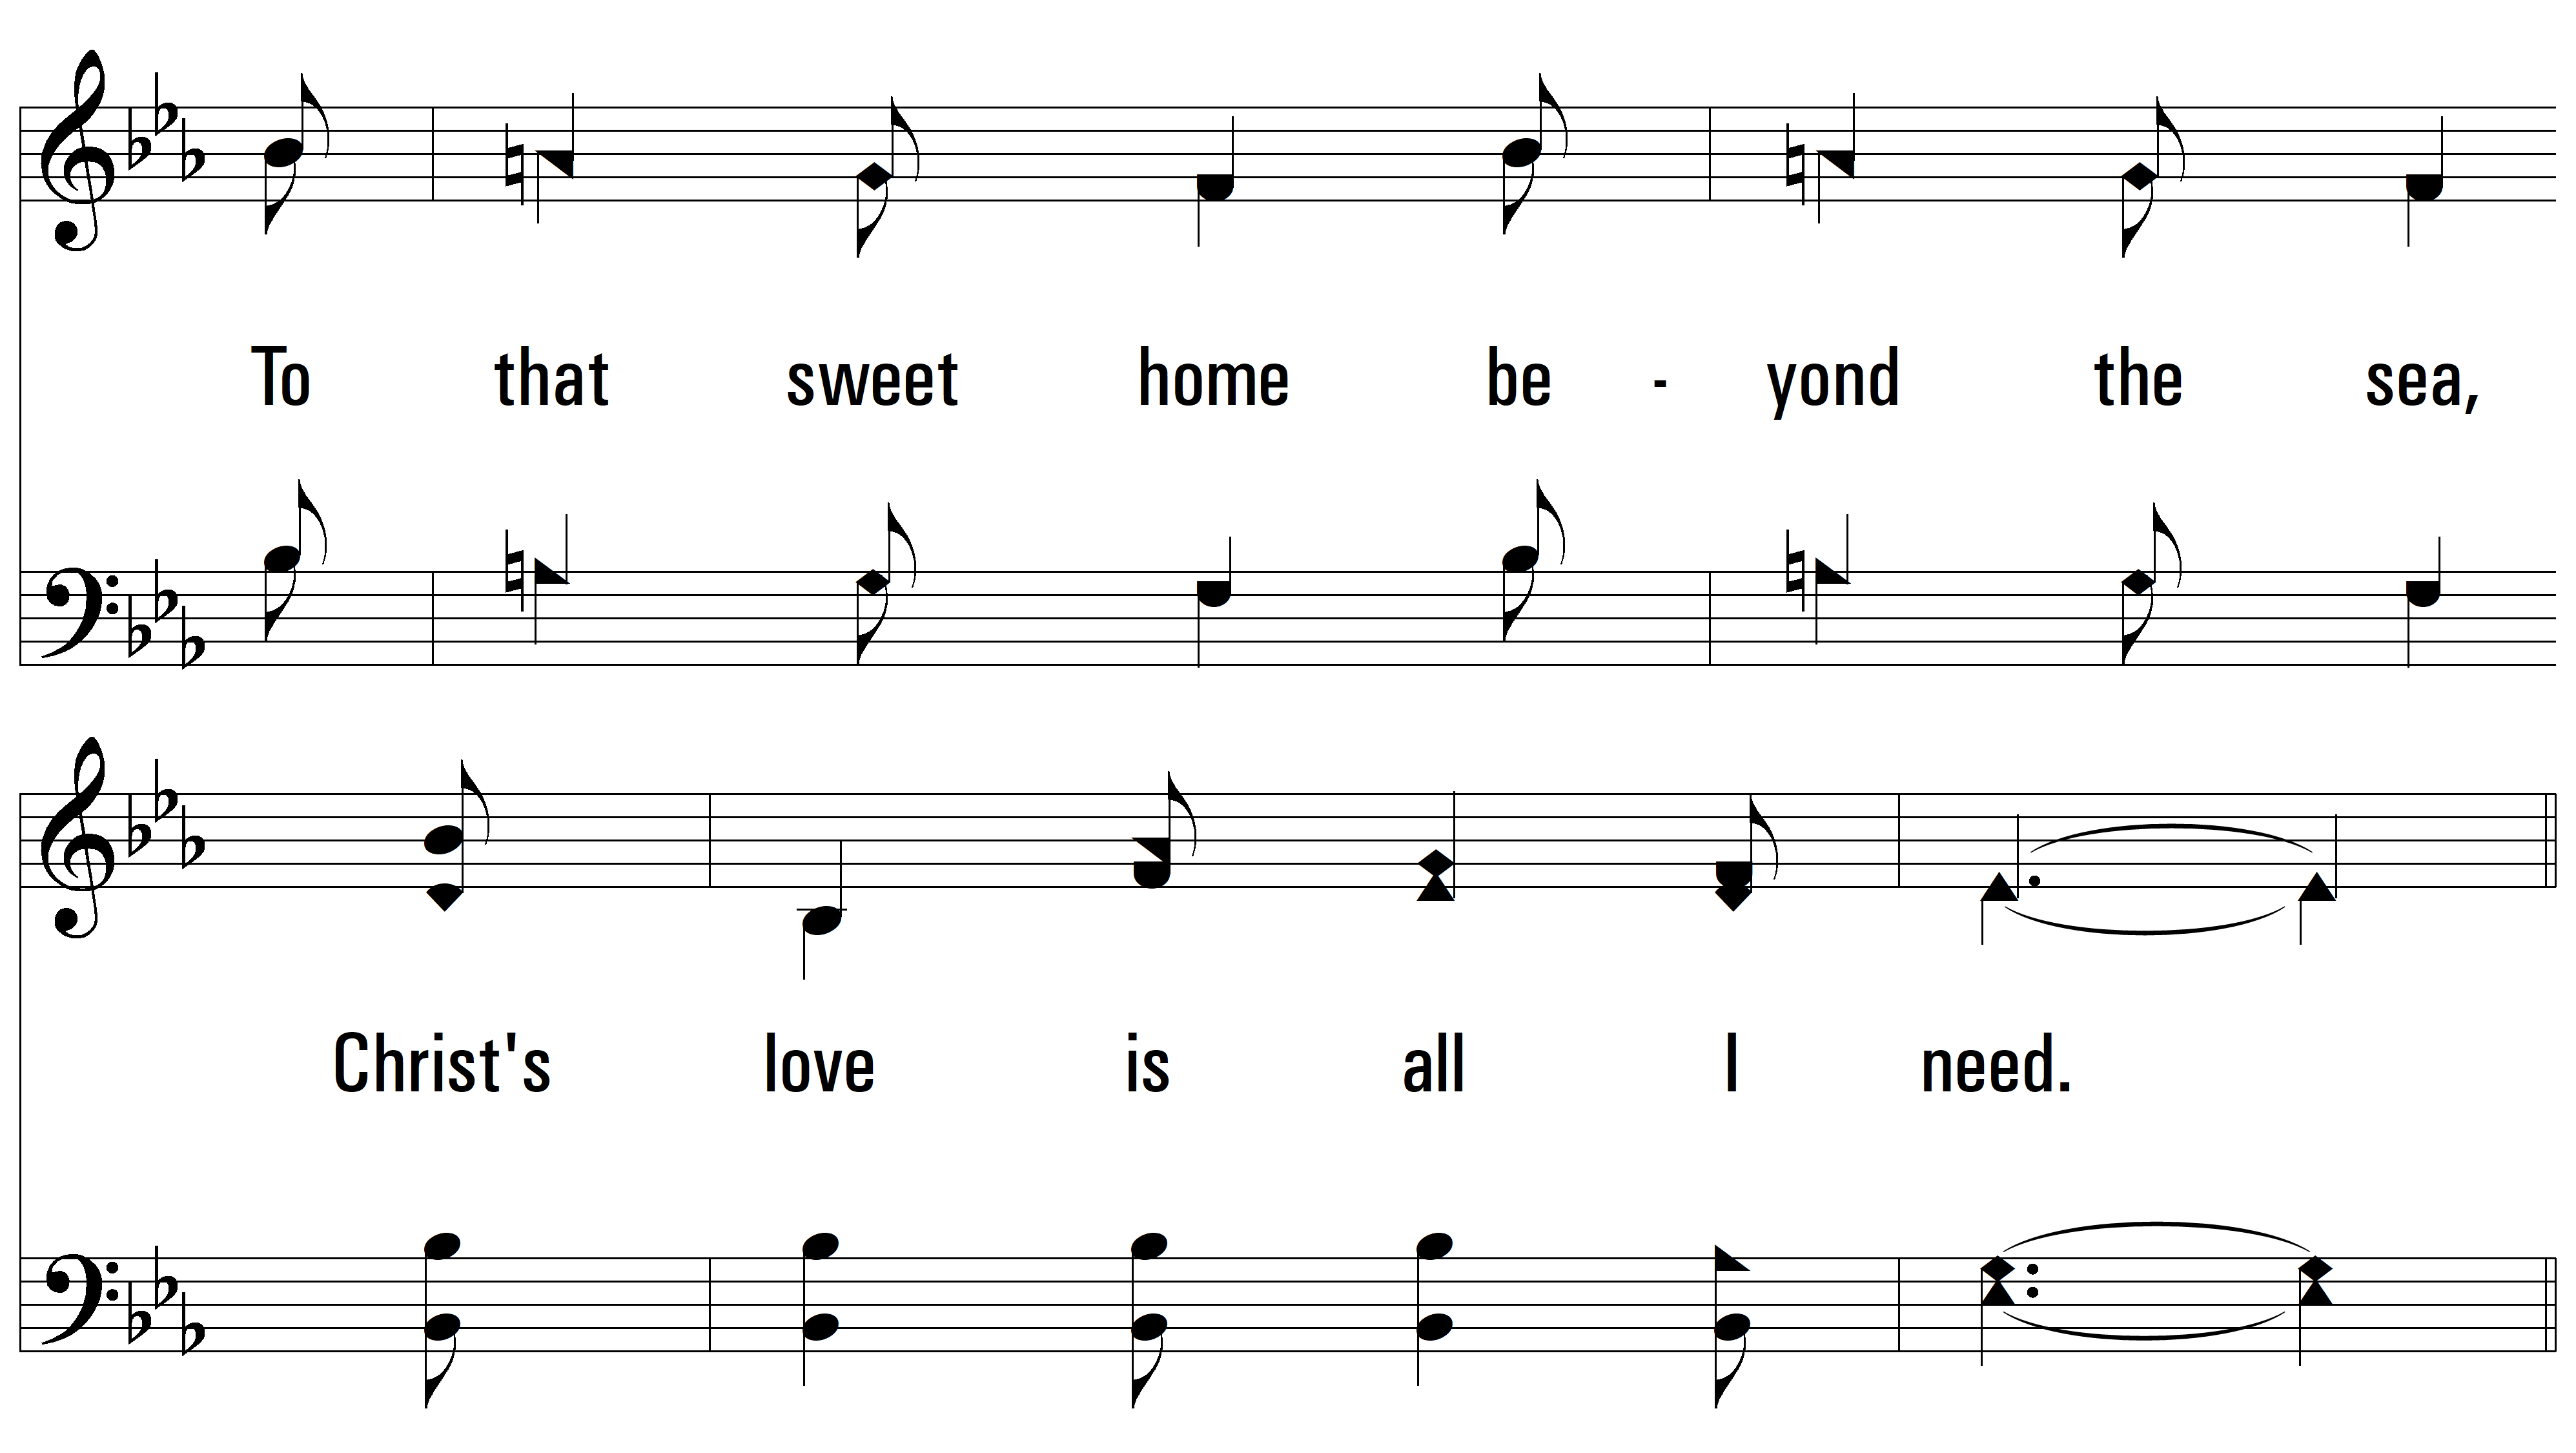 To that sweet home be - yond the sea,
Christ's love is all I need.